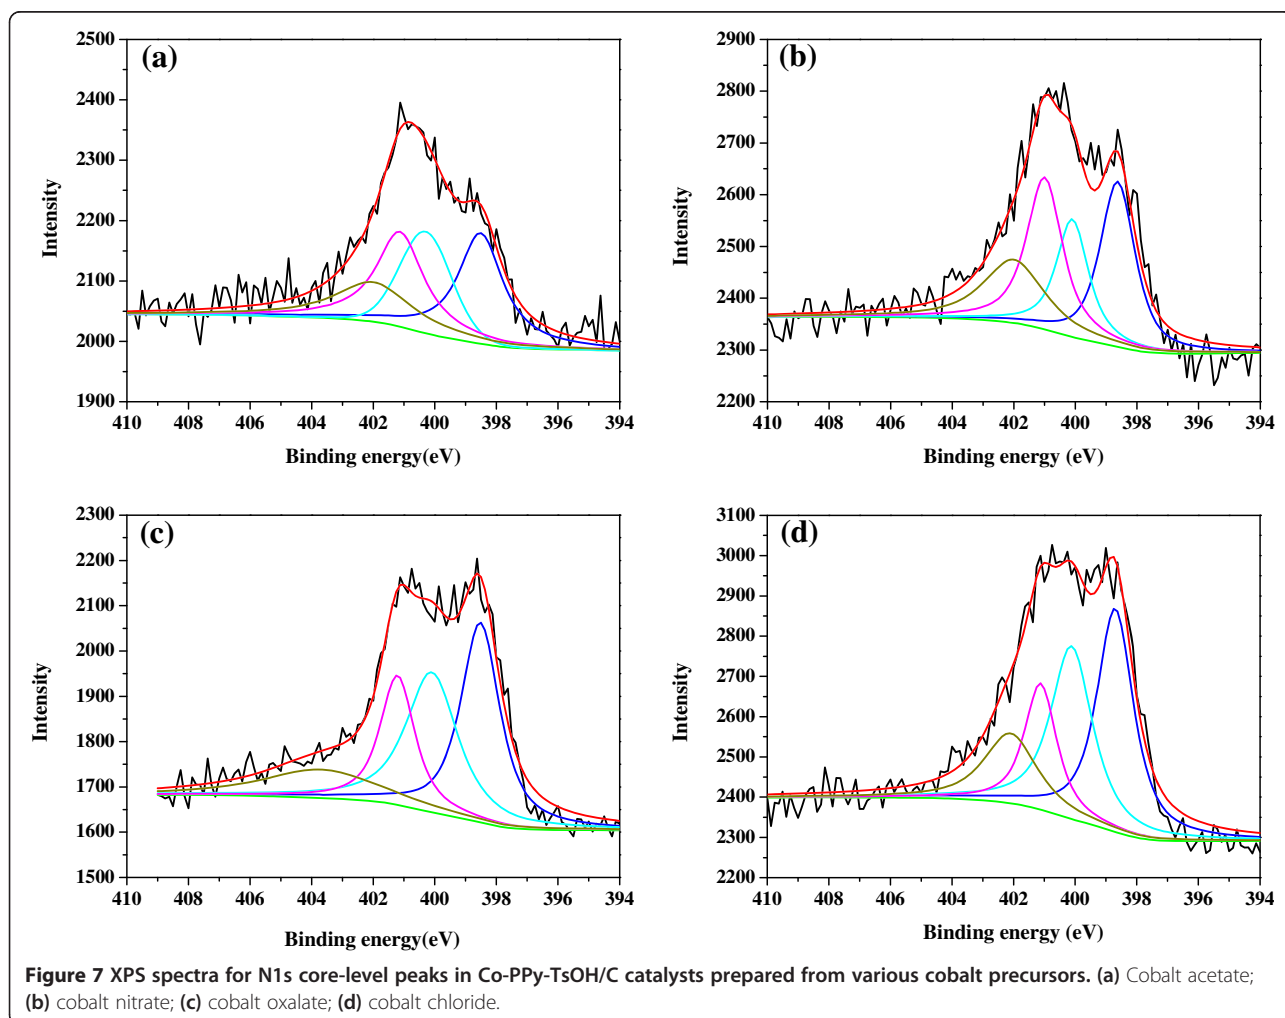 (a)
2500
2400
2300
2200
2100
2000
1900
Intensity
410 408 406 404 402 400 398 396 394
Binding energy(eV)
(b)
2900
2800
2700
2600
2500
2400
2300
2200
Intensity
410 408 406 404 402 400 398 396 394
Binding energy (eV)
(c)
2300
2200
2100
2000
1900
1800
1700
1600
1500
Intensity
410 408 406 404 402 400 398 396 394
Binding energy(eV)
(d)
3100
3000
2900
2800
2700
2600
2500
2400
2300
2200
Intensity
410 408 406 404 402 400 398 396 394
Binding energy (eV)
Figure 7 XPS spectra for N1s core-level peaks in Co-PPy-TsOH/C catalysts prepared from various cobalt precursors. (a) Cobalt acetate;
(b) cobalt nitrate; (c) cobalt oxalate; (d) cobalt chloride.